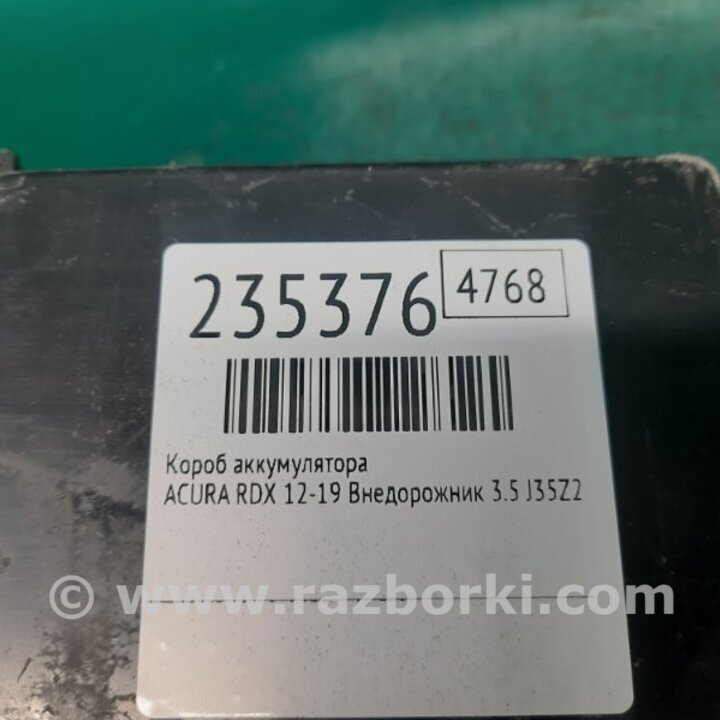 235376 4768
Короб аккумулятора
ACURA RDX 12-19 Внедорожник 3.5 J35Z2
© www.razborki.com